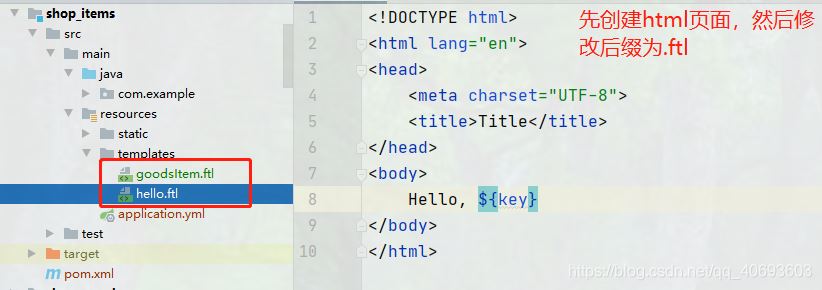 shop_items
src
main
java
com.example
resources
static
templates
goodsItem.ftl
hello.ftl
application.yml
test
target
pom.xml
1 <!DOCTYPE html>
2 <html lang="en">
3 <head>
4 <meta charset="UTF-8">
5 <title>Title</title>
6 </head>
7 <body>
8 Hello, ${key}
9 </body>
10 </html>
先创建html页面，然后修
改后缀为.ftl
https://blog.csdn.net/qq_40693603